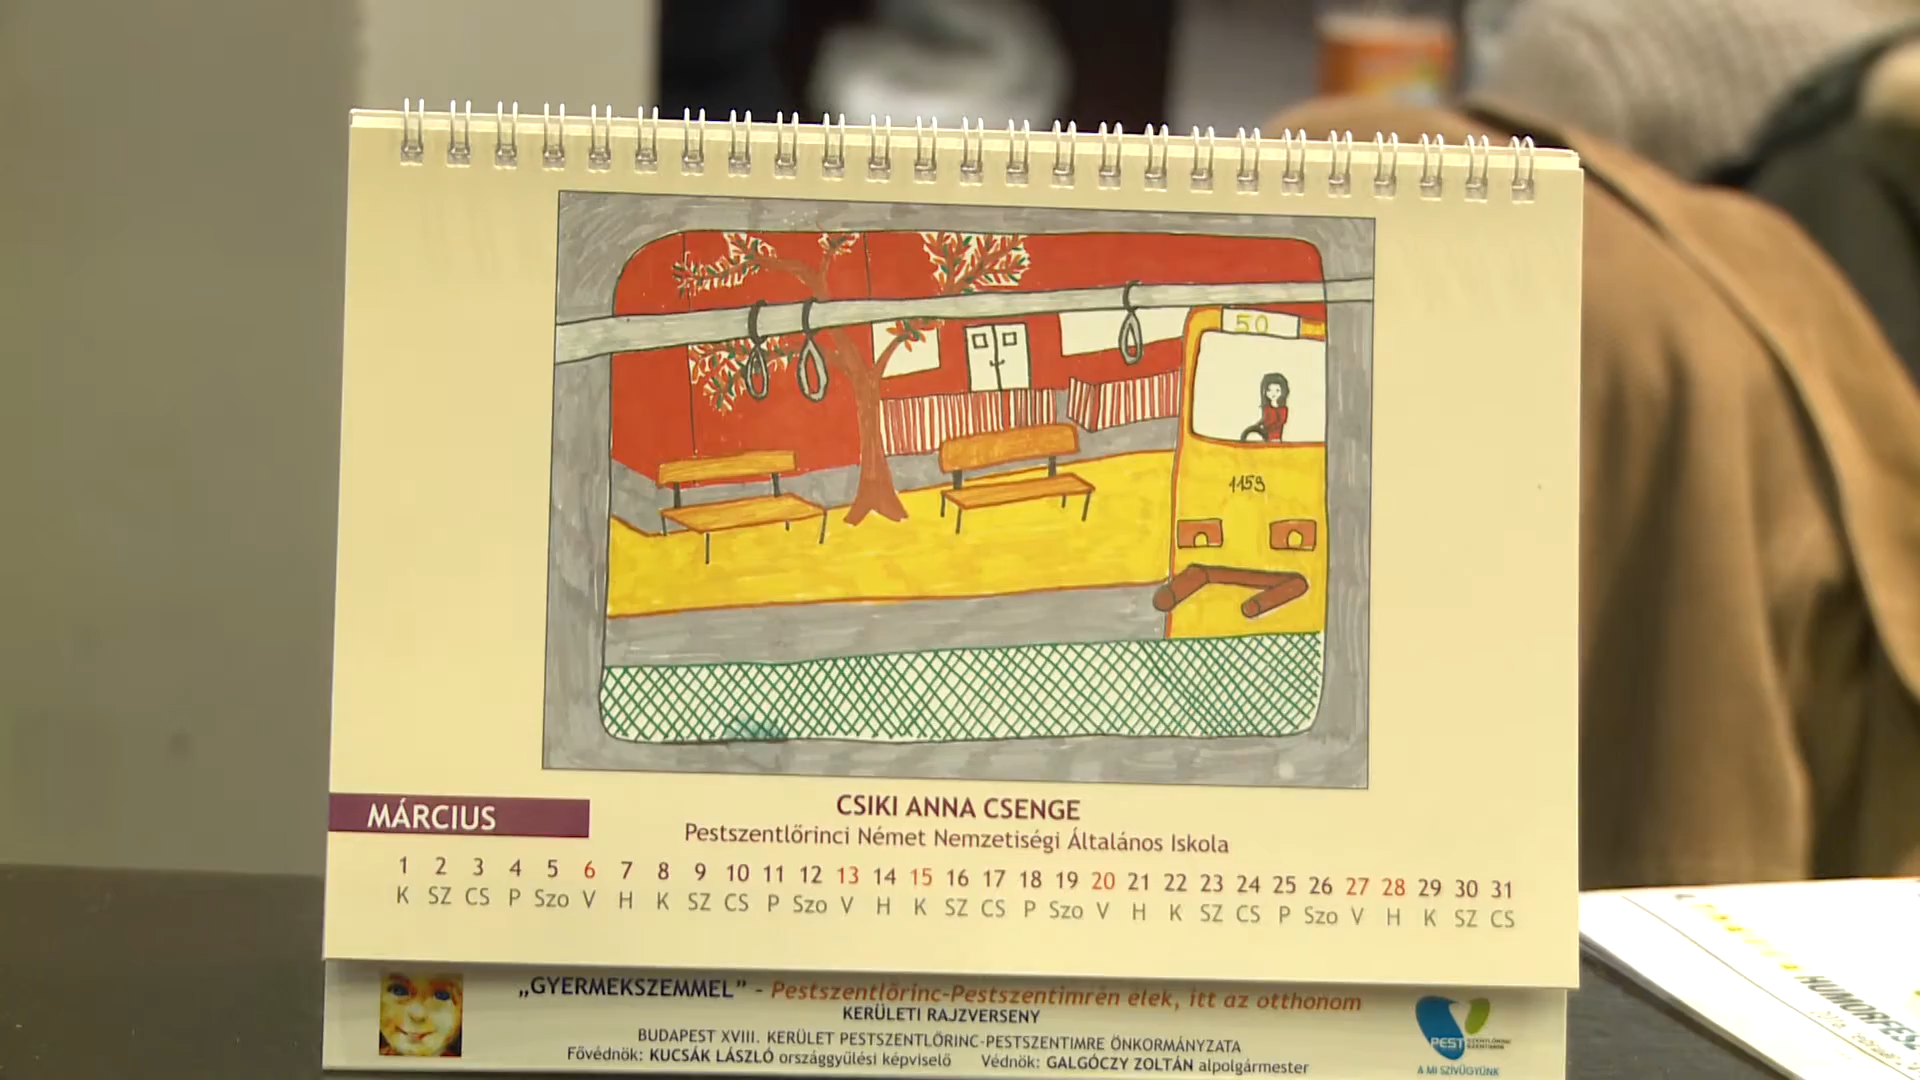 50
1153
MÁRCIUS
CSIKI ANNA CSENGE
Pestszentlőrinci Német Nemzetiségi Általános Iskola
1 2 3 4 5 6 7 8 9 10 11 12 13 14 15 16 17 18 19 20 21 22 23 24 25 26 27 28 29 30 31
K SZ CS P Szo V H K SZ CS P Szo V H K SZ CS P Szo V H K SZ CS P Szo V H K SZ CS
„GYERMEKSZEMMEL” - Pestszentlőrinc-Pestszentimrén élek, itt az otthonom
KERÜLETI RAJZVERSENY
BUDAPEST XVIII. KERÜLET PESTSZENTLŐRINC-PESTSZENTIMRE ÖNKORMÁNYZATA
Fővédnök: KUCSÁK LÁSZLÓ országgyűlési képviselő Védnök: GALGÓCZY ZOLTÁN alpolgármester
PEST
A MI SZÍVÜGYÜNK